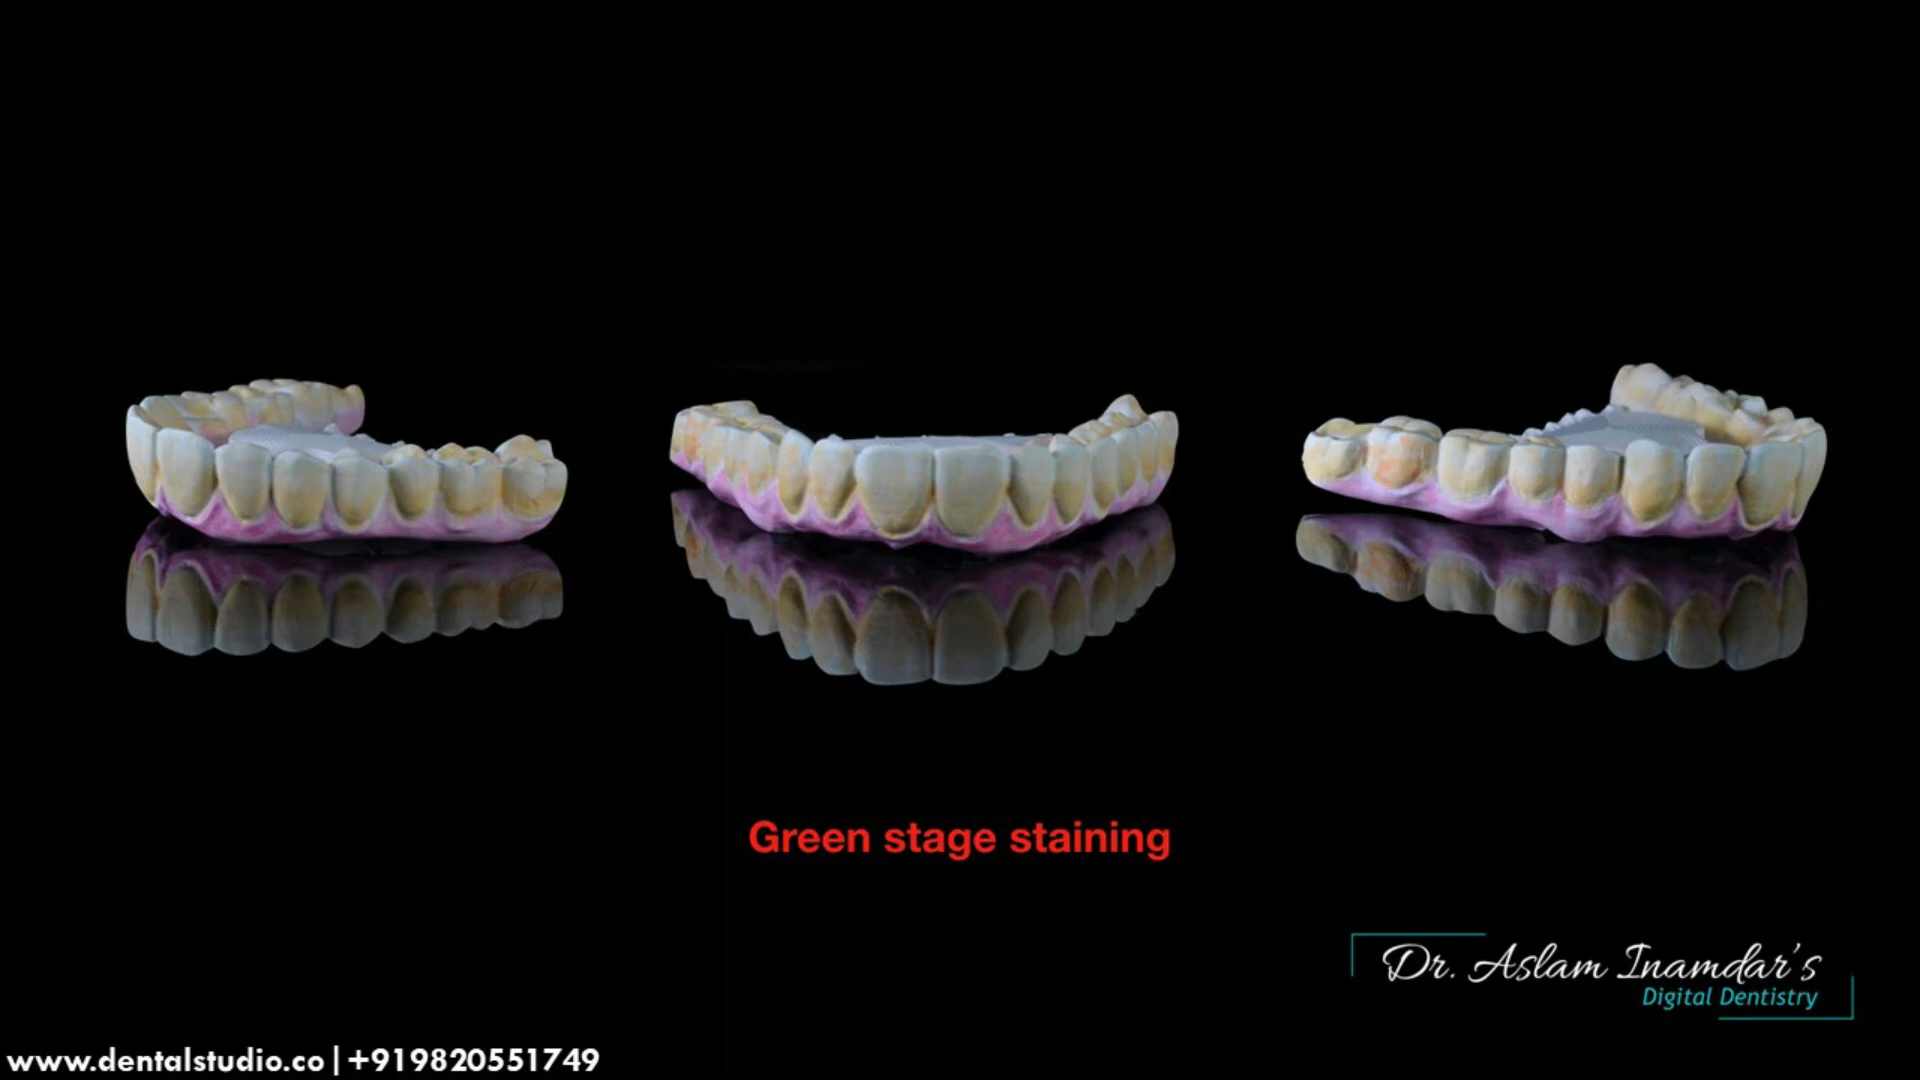 Green stage staining
Dr. Aslam Inamdar's
Digital Dentistry
www.dentalstudio.co|+919820551749